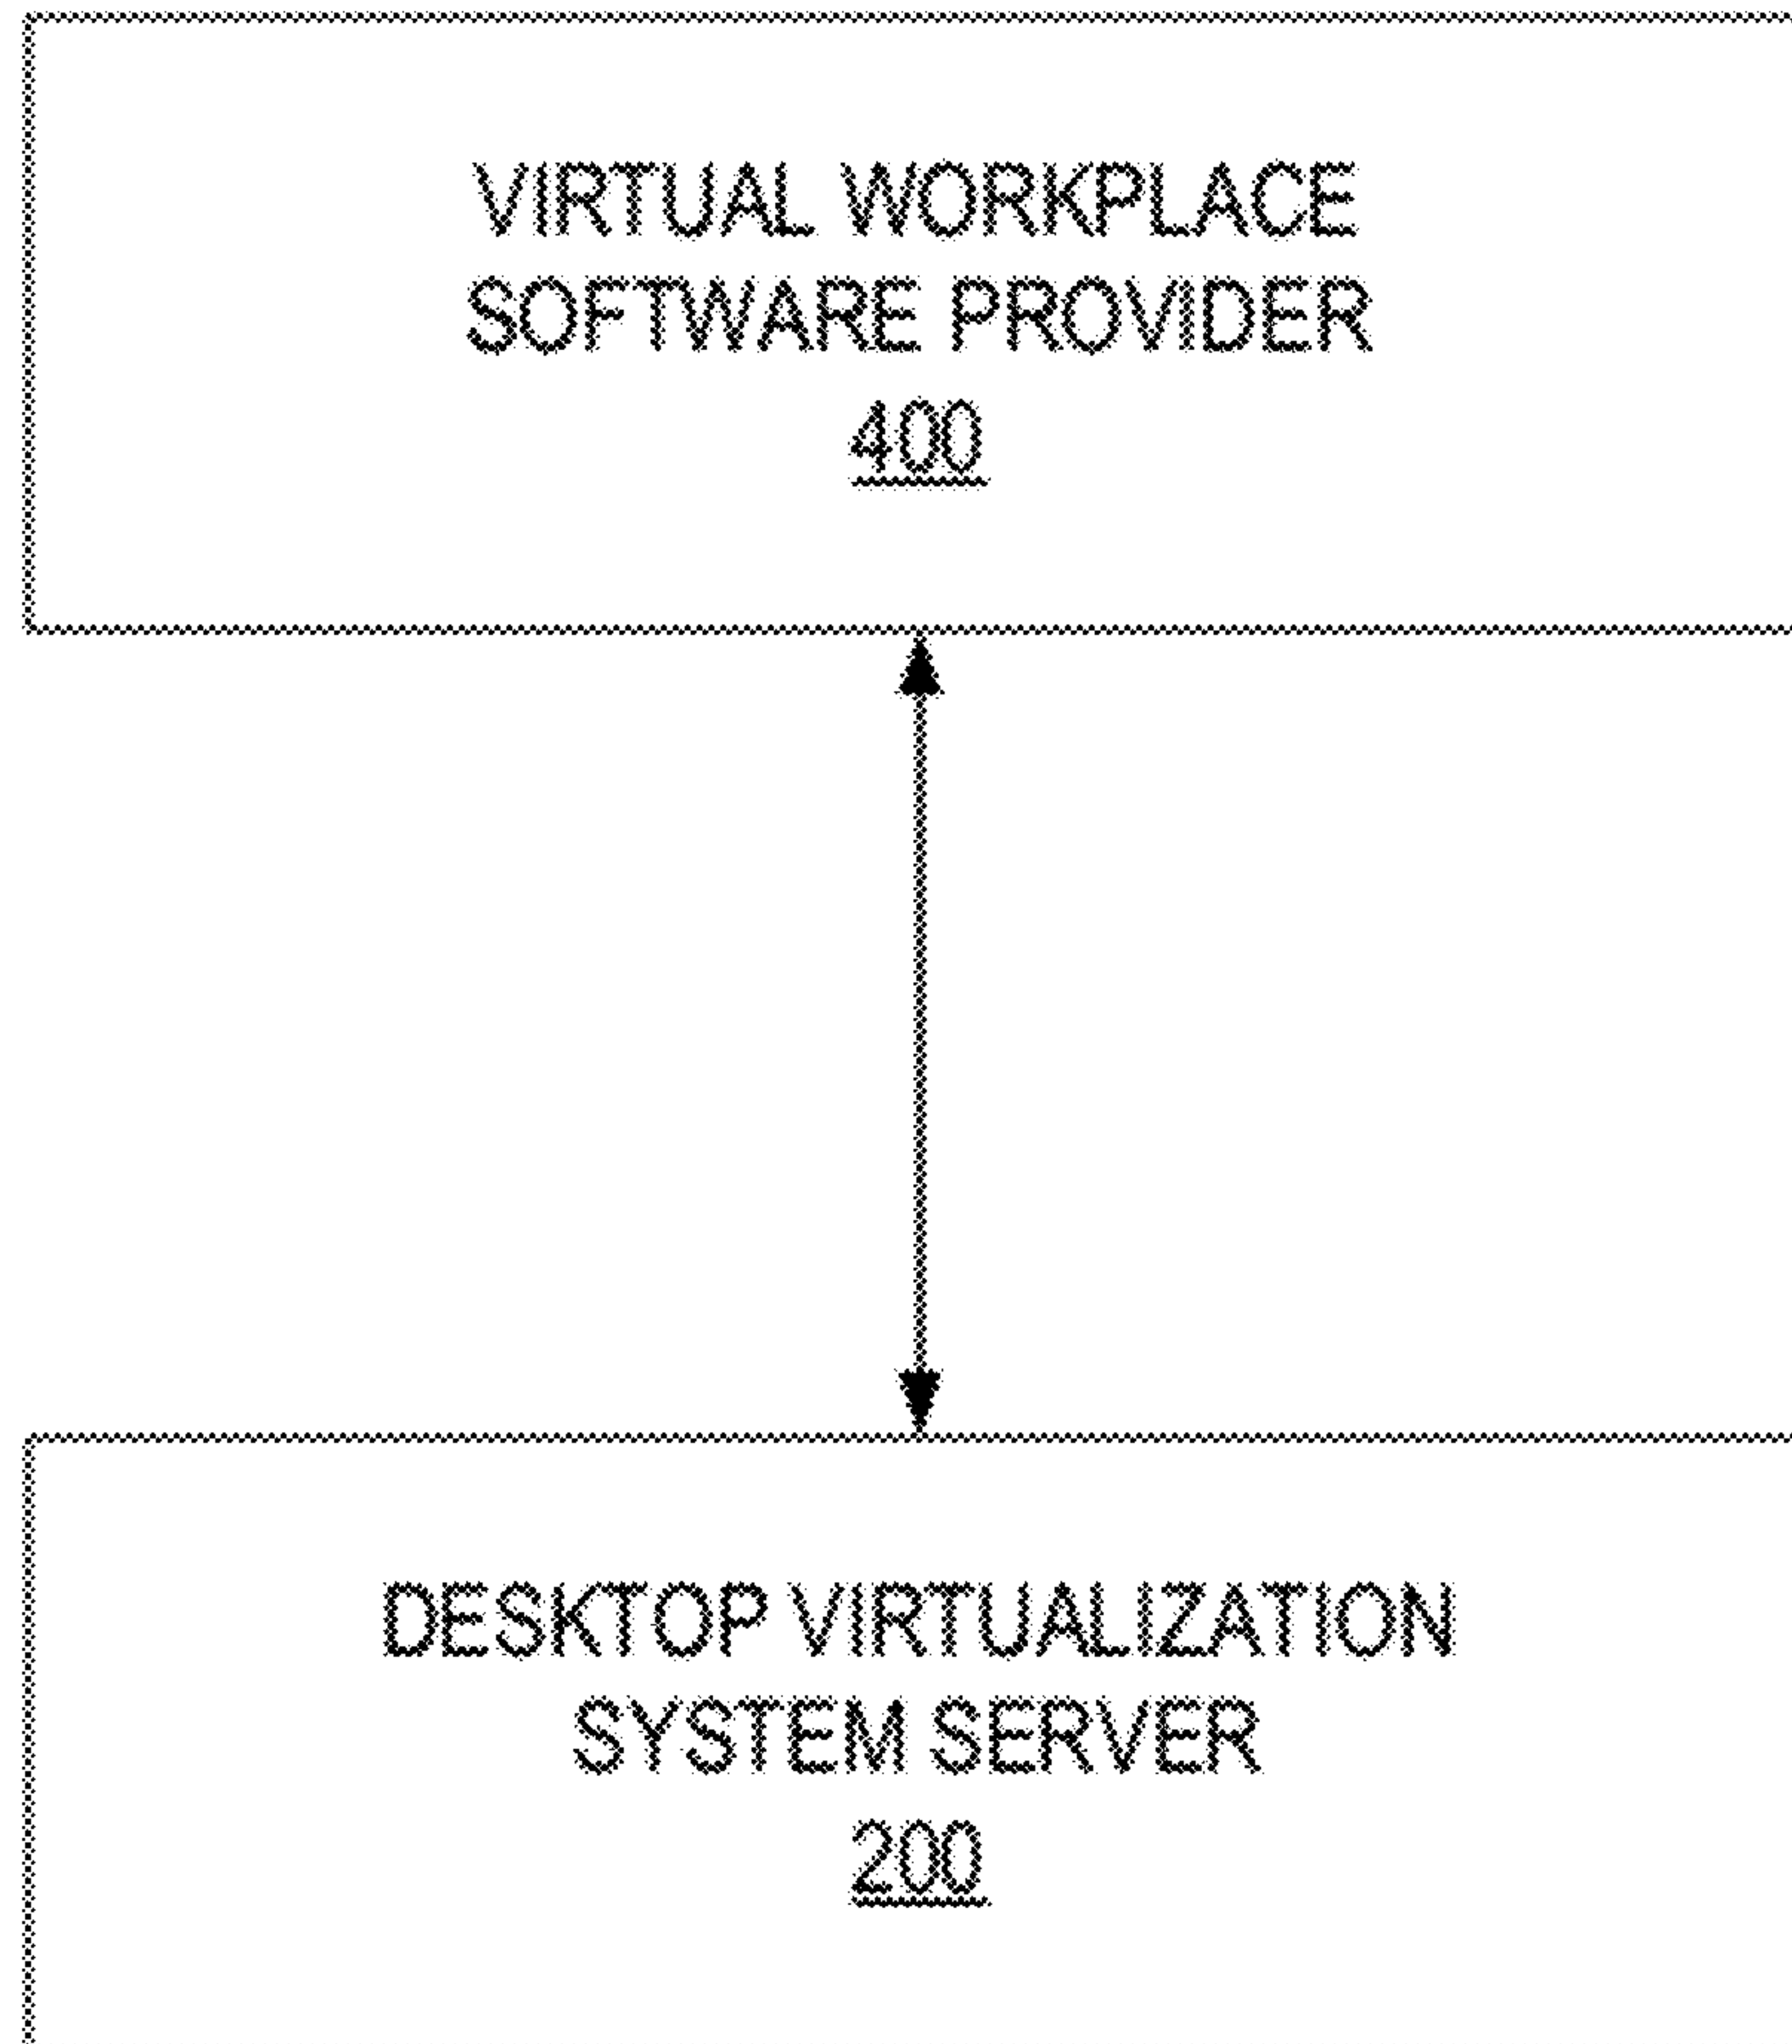 VIRTUAL WORKPLACE
SOFTWARE PROVIDER
400
DESKTOP VIRTUALIZATION
SYSTEM SERVER
200